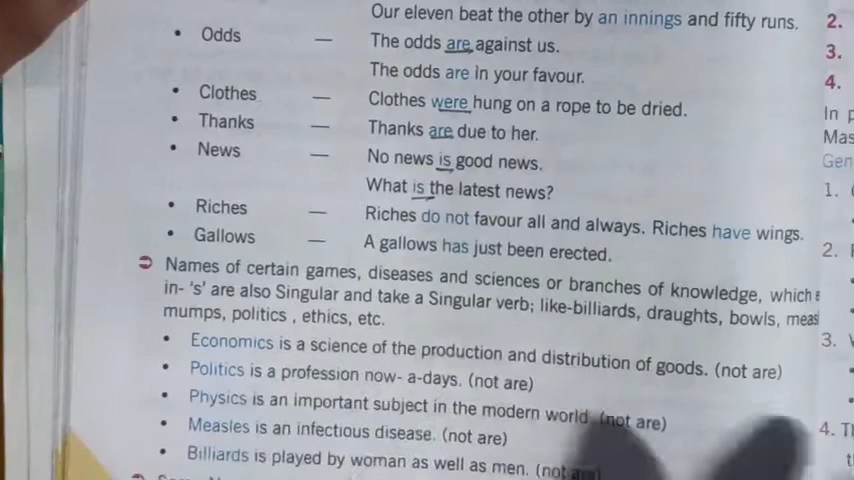 Our eleven beat the other by an innings and fifty runs.
• Odds — The odds are against us.
The odds are in your favour.
• Clothes — Clothes were hung on a rope to be dried.
• Thanks — Thanks are due to her.
• News — No news is good news.
What is the latest news?
• Riches — Riches do not favour all and always. Riches have wings.
• Gallows — A gallows has just been erected.
Names of certain games, diseases and sciences or branches of knowledge, which
in- 's' are also Singular and take a Singular verb; like-billiards, draughts, bowls, meas
mumps, politics , ethics, etc.
• Economics is a science of the production and distribution of goods. (not are)
• Politics is a profession now- a-days. (not are)
• Physics is an important subject in the modern world. (not are)
• Measles is an infectious disease. (not are)
• Billiards is played by woman as well as men. (not are)
2.
3.
4.
In
Mas
Gen
1.
2.
3.
4. T